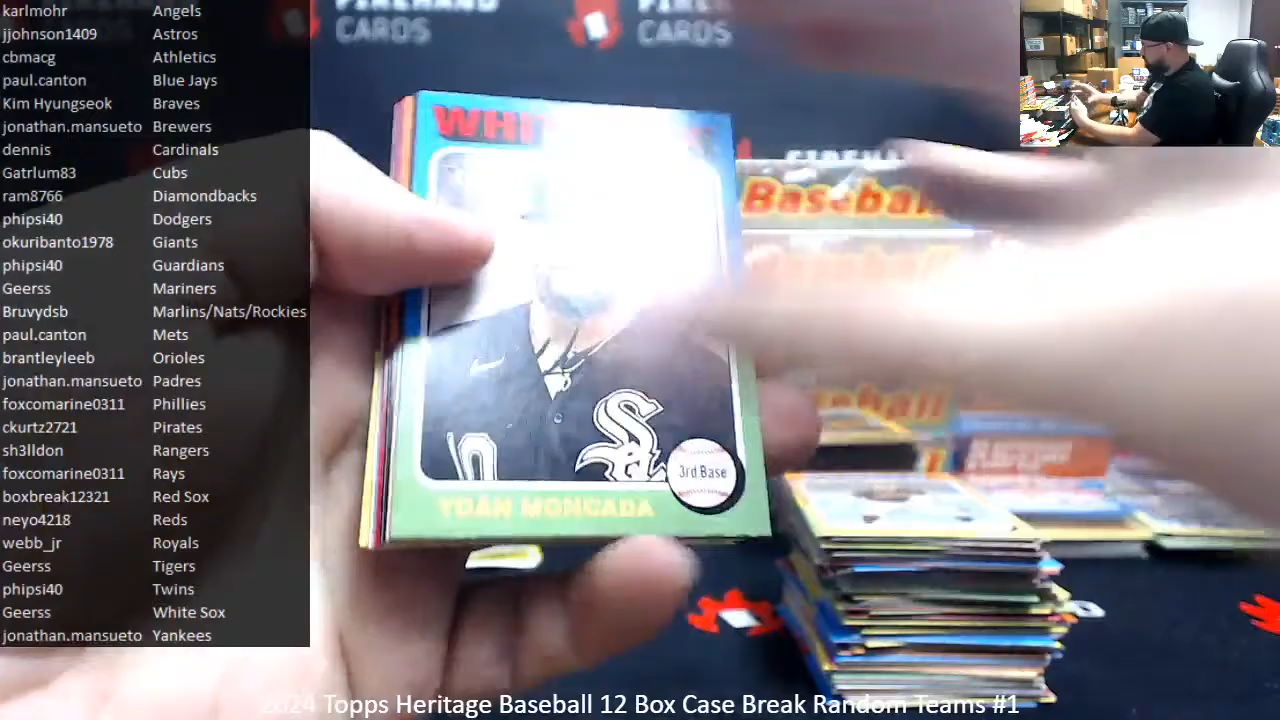 karlmohr Angels
jjohnson1409 Astros
cbmacg Athletics
paul.canton Blue Jays
Kim Hyungseok Braves
jonathan.mansueto Brewers
dennis Cardinals
Gatrlum83 Cubs
ram8766 Diamondbacks
phipsi40 Dodgers
okuribanto1978 Giants
phipsi40 Guardians
Geerss Mariners
Bruvydsb Marlins/Nats/Rockies
paul.canton Mets
brantleyleeb Orioles
jonathan.mansueto Padres
foxcomarine0311 Phillies
ckurtz2721 Pirates
sh3lldon Rangers
foxcomarine0311 Rays
boxbreak12321 Red Sox
neyo4218 Reds
webb_jr Royals
Geerss Tigers
phipsi40 Twins
Geerss White Sox
jonathan.mansueto Yankees
CARDS
CARDS
Baseball
Sox
3rd Base
YOÁN MONCADA
2024 Topps Heritage Baseball 12 Box Case Break Random Teams #1